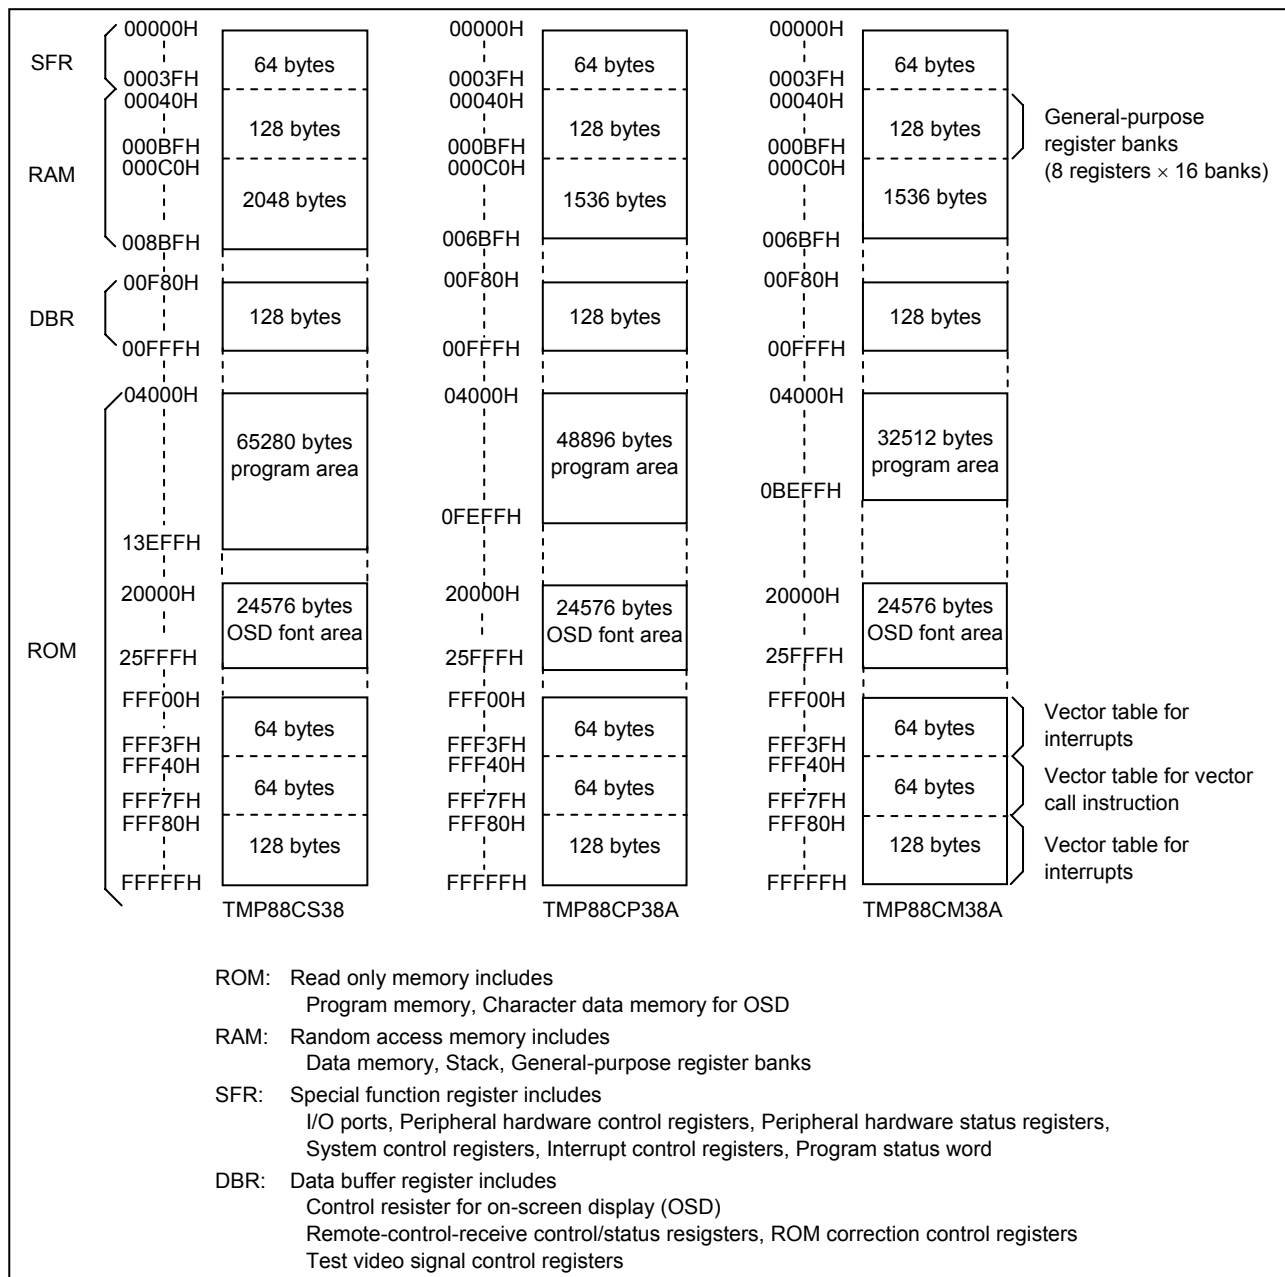 00000H 00000H 00000H
SFR 64 bytes 64 bytes 64 bytes
0003FH 0003FH 0003FH
00040H 00040H 00040H
128 bytes 128 bytes 128 bytes
General-purpose
register banks
(8 registers × 16 banks)
000BFH 000BFH 000BFH
000C0H 000C0H 000C0H
RAM
2048 bytes 1536 bytes 1536 bytes
008BFH 006BFH 006BFH
00F80H 00F80H 00F80H
DBR 128 bytes 128 bytes 128 bytes
00FFFH 00FFFH 00FFFH
04000H 04000H 04000H
65280 bytes 48896 bytes 32512 bytes
program area program area program area
0BEFFH
0FEFFH
13EFFH
20000H 20000H 20000H
24576 bytes 24576 bytes 24576 bytes
OSD font area OSD font area OSD font area
ROM
25FFFH 25FFFH 25FFFH
FFF00H FFF00H FFF00H
64 bytes 64 bytes 64 bytes
Vector table for
interrupts
FFF3FH FFF3FH FFF3FH
FFF40H FFF40H FFF40H
64 bytes 64 bytes 64 bytes
Vector table for vector
call instruction
FFF7FH FFF7FH FFF7FH
FFF80H FFF80H FFF80H
128 bytes 128 bytes 128 bytes
Vector table for
interrupts
FFFFFH FFFFFH FFFFFH
TMP88CS38 TMP88CP38A TMP88CM38A
ROM: Read only memory includes
Program memory, Character data memory for OSD
RAM: Random access memory includes
Data memory, Stack, General-purpose register banks
SFR: Special function register includes
I/O ports, Peripheral hardware control registers, Peripheral hardware status registers,
System control registers, Interrupt control registers, Program status word
DBR: Data buffer register includes
Control resister for on-screen display (OSD)
Remote-control-receive control/status resigsters, ROM correction control registers
Test video signal control registers